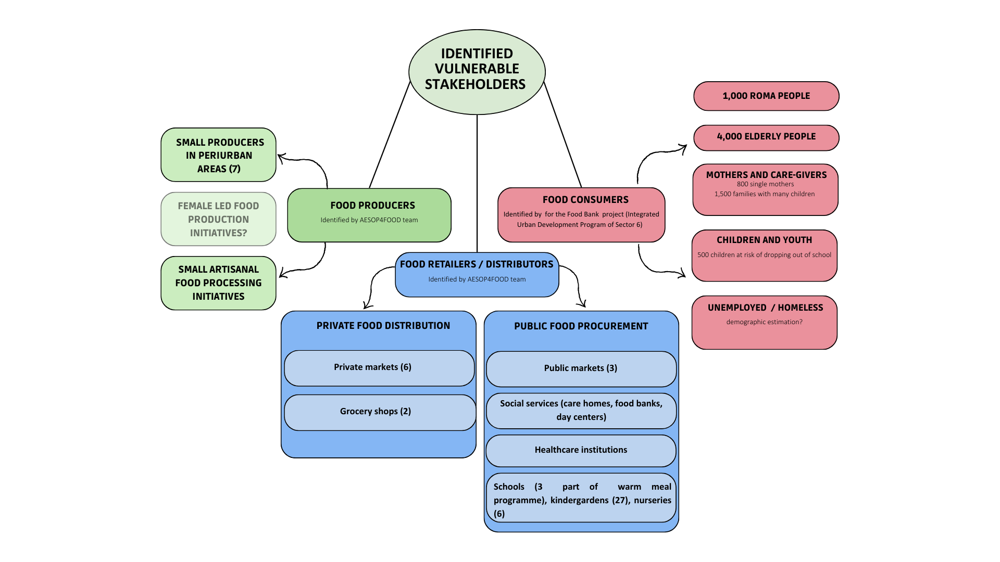 IDENTIFIED
VULNERABLE
STAKEHOLDERS
SMALL PRODUCERS
IN PERIURBAN
AREAS (7)
FEMALE LED FOOD
PRODUCTION
INITIATIVES?
SMALL ARTISANAL
FOOD PROCESSING
INITIATIVES
FOOD PRODUCERS
Identified by AESOP4FOOD team
FOOD RETAILERS / DISTRIBUTORS
Identified by AESOP4FOOD team
PRIVATE FOOD DISTRIBUTION
Private markets (6)
Grocery shops (2)
PUBLIC FOOD PROCUREMENT
Public markets (3)
Social services (care homes, food banks,
day centers)
Healthcare institutions
Schools (3 part of warm meal
programme), kindergardens (27), nurseries
(6)
FOOD CONSUMERS
Identified by for the Food Bank project (Integrated
Urban Development Program of Sector 6)
1,000 ROMA PEOPLE
4,000 ELDERLY PEOPLE
MOTHERS AND CARE-GIVERS
800 single mothers
1,500 families with many children
CHILDREN AND YOUTH
500 children at risk of dropping out of school
UNEMPLOYED / HOMELESS
demographic estimation?